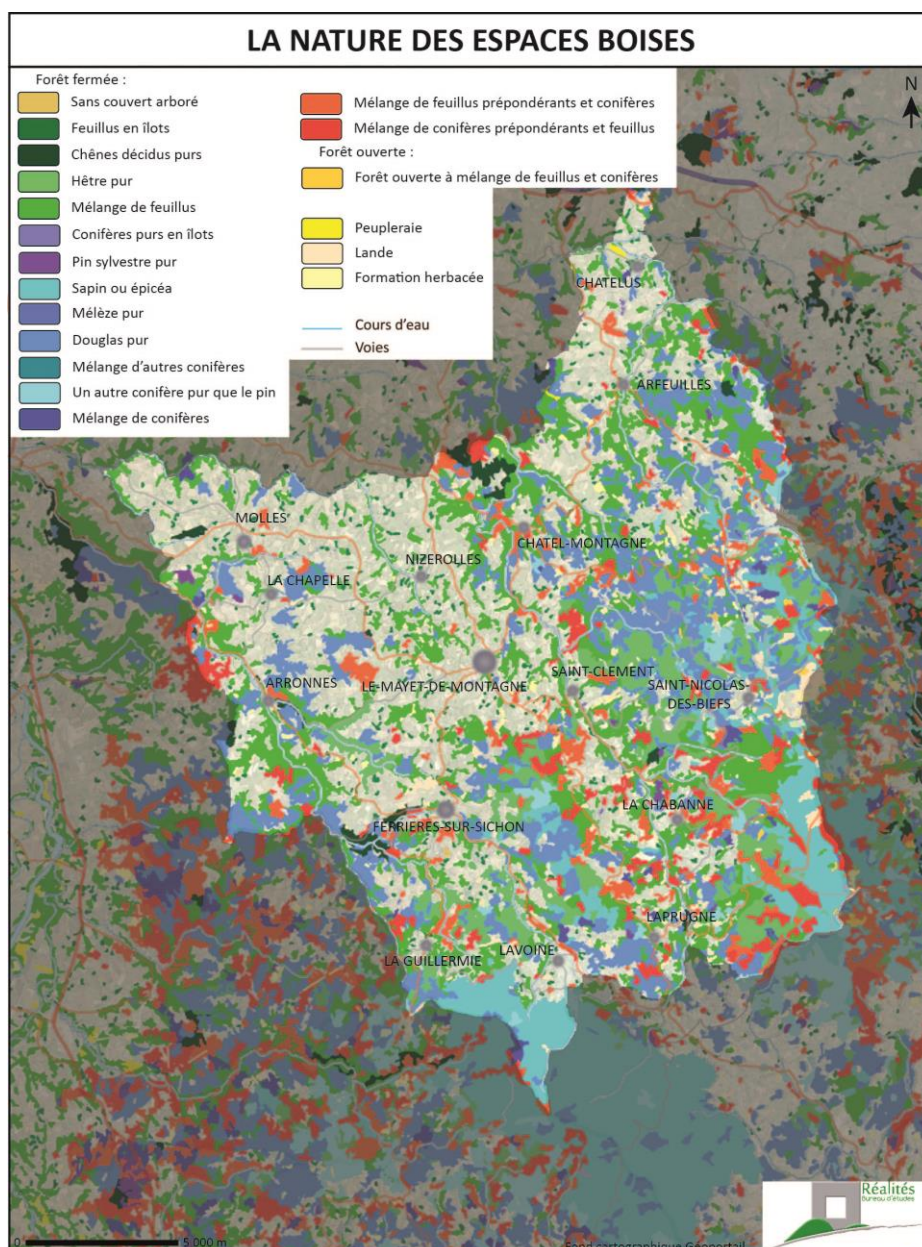 LA NATURE DES ESPACES BOISES
Forêt fermée :
Sans couvert arboré
Feuillus en îlots
Chênes décidus purs
Hêtre pur
Mélange de feuillus
Conifères purs en îlots
Pin sylvestre pur
Sapin ou épicéa
Mélèze pur
Douglas pur
Mélange d'autres conifères
Un autre conifère pur que le pin
Mélange de conifères
Mélange de feuillus prépondérants et conifères
Mélange de conifères prépondérants et feuillus
Forêt ouverte :
Forêt ouverte à mélange de feuillus et conifères
Peupleraie
Lande
Formation herbacée
Cours d'eau
Voies
N
CHATELUS
ARFEUILLES
MOLLES
CHATEL-MONTAGNE
NIZEROLLES
LA CHAPELLE
SAINT-CLEMENT
ARRONNES
LE-MAYET-DE-MONTAGNE
SAINT-NICOLAS-
DES-BIEFS
LA CHABANNE
FERRIERES-SUR-SICHON
LAPRUGNE
LAVOINE
LA GUILLERMIE
Réalités
Bureau d'études
0 5 000 m
Fond cartographique Géoportail